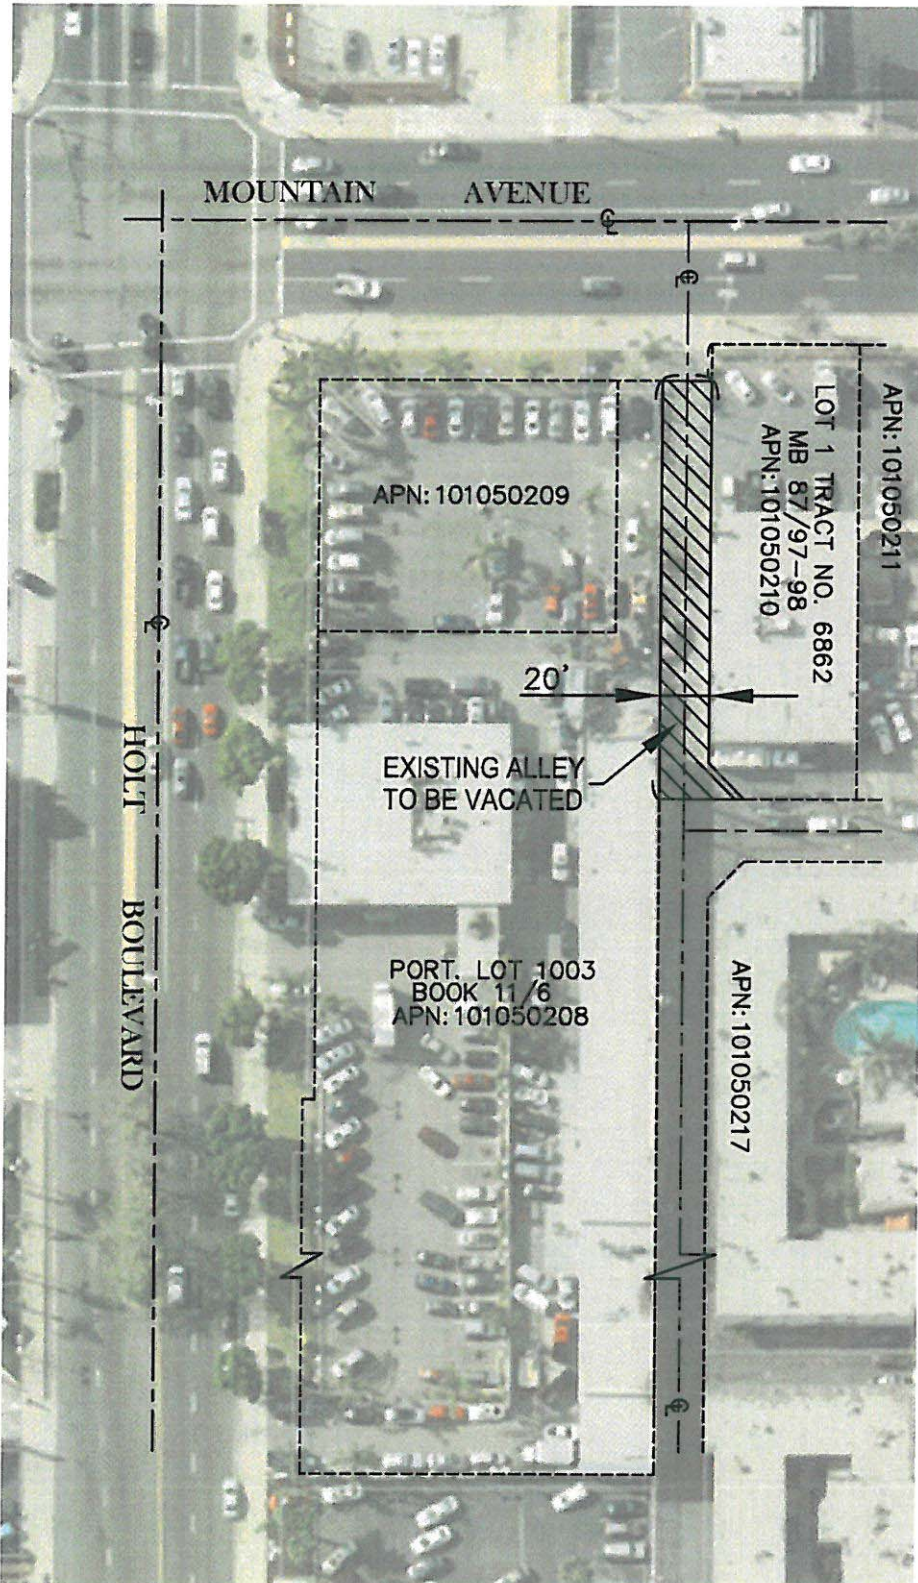 MOUNTAIN AVENUE
APN: 101050211
LOT 1 TRACT NO. 6862
MB 87/97-98
APN: 101050210
APN: 101050209
20'
EXISTING ALLEY
TO BE VACATED
HOLT BOULEVARD
PORT. LOT 1003
BOOK 11/6
APN: 101050208
APN: 101050217